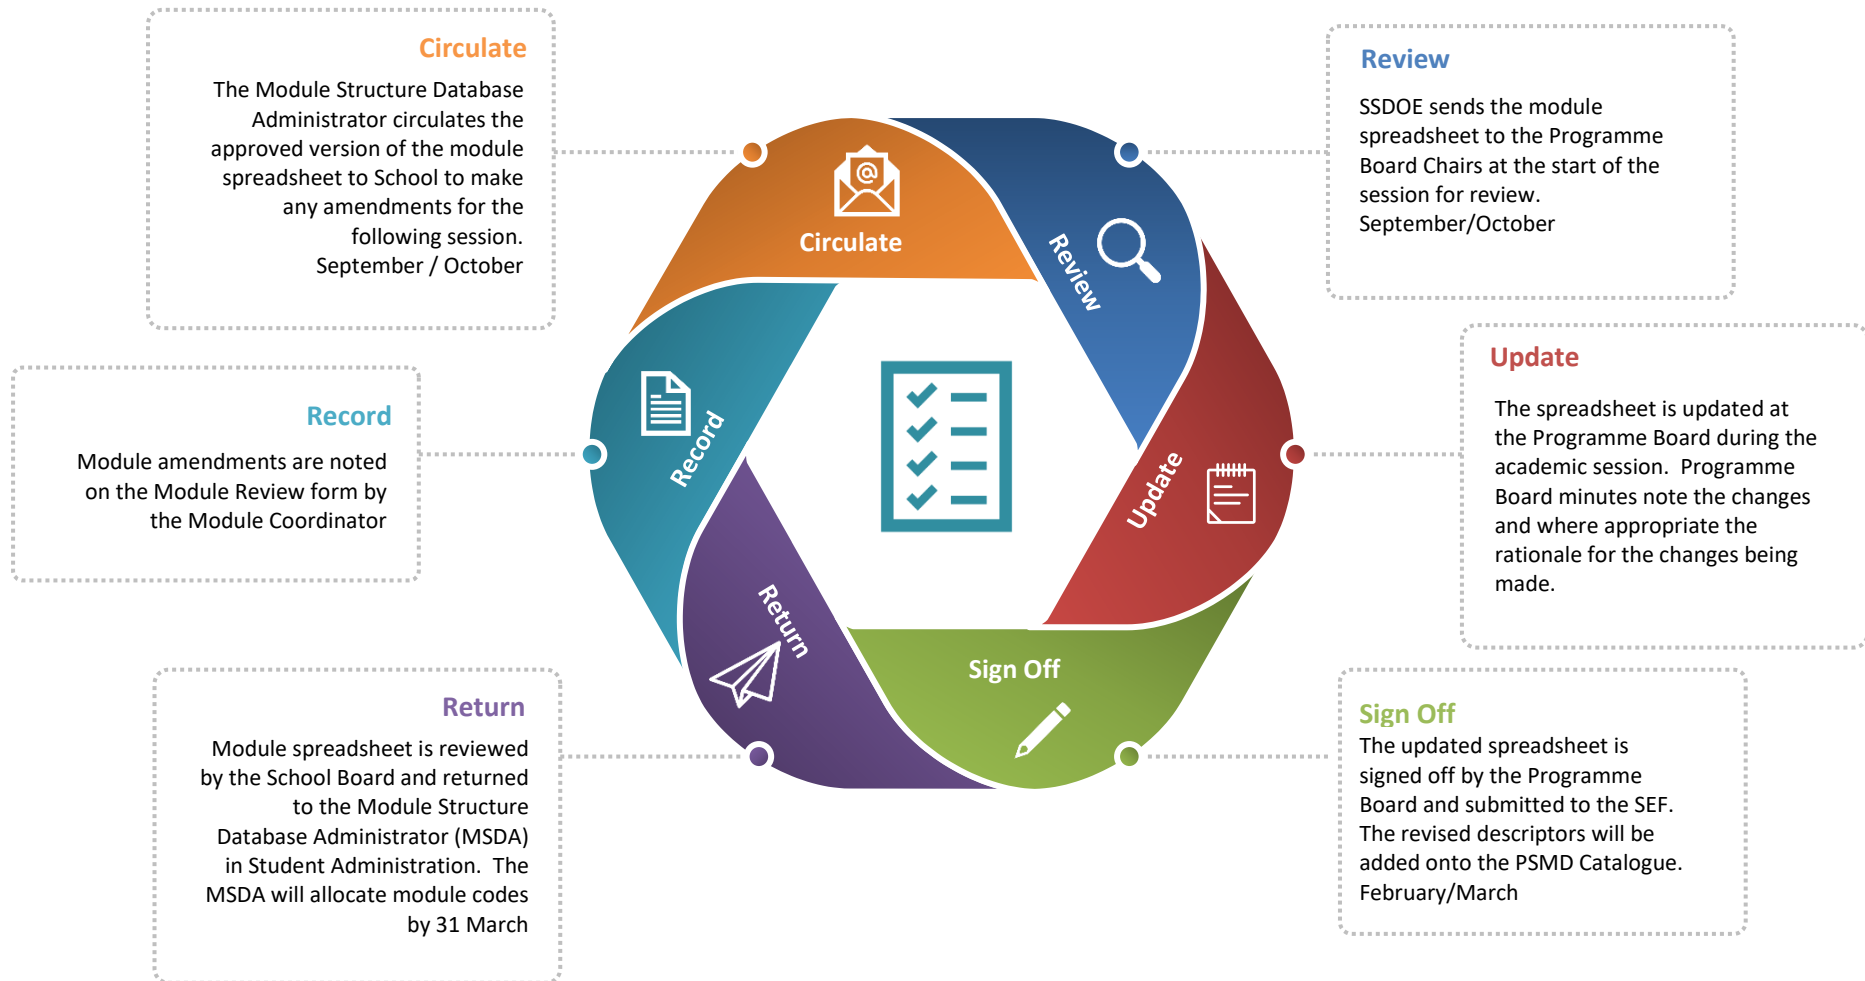 Circulate
The Module Structure Database
Administrator circulates the
approved version of the module
spreadsheet to School to make
any amendments for the
following session.
September / October
Review
SSDOE sends the module
spreadsheet to the Programme
Board Chairs at the start of the
session for review.
September/October
Update
The spreadsheet is updated at
the Programme Board during the
academic session.  Programme
Board minutes note the changes
and where appropriate the
rationale for the changes being
made.
Sign Off
The updated spreadsheet is
signed off by the Programme
Board and submitted to the SEF.
The revised descriptors will be
added onto the PSMD Catalogue.
February/March
Return
Module spreadsheet is reviewed
by the School Board and returned
to the Module Structure
Database Administrator (MSDA)
in Student Administration.  The
MSDA will allocate module codes
by 31 March
Record
Module amendments are noted
on the Module Review form by
the Module Coordinator
@
Circulate
Review
Update
Sign Off
Return
Record